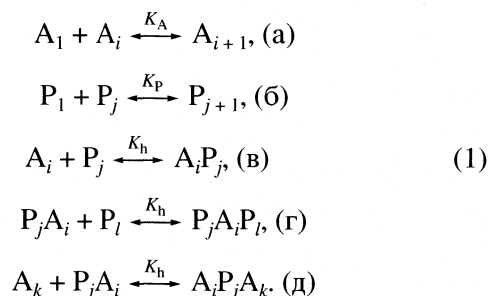 A₁ + Aᵢ ⟷ Aᵢ₊₁, (а) K_A
P₁ + Pⱼ ⟷ Pⱼ₊₁, (б) K_P
Aᵢ + Pⱼ ⟷ AᵢPⱼ, (в) K_h (1)
PⱼAᵢ + Pₗ ⟷ PⱼAᵢPₗ, (г) K_h
Aₖ + PⱼAᵢ ⟷ AᵢPⱼAₖ. (д) K_h